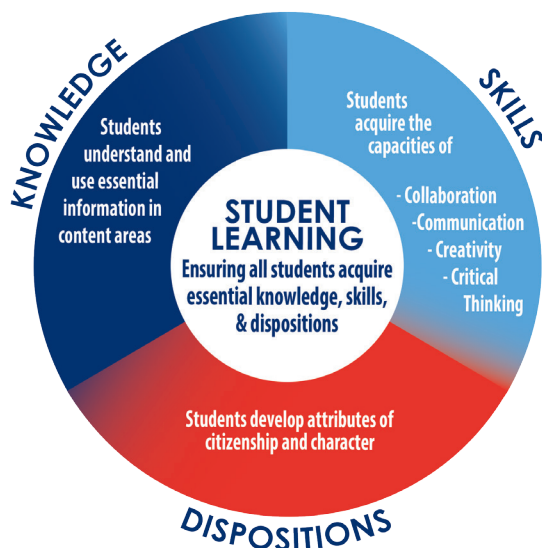 KNOWLEDGE
Students
understand and
use essential
information in
content areas
SKILLS
Students
acquire the
capacities of
- Collaboration
-Communication
- Creativity
- Critical
Thinking
STUDENT
LEARNING
Ensuring all students acquire
essential knowledge, skills,
& dispositions
Students develop attributes of
citizenship and character
DISPOSITIONS